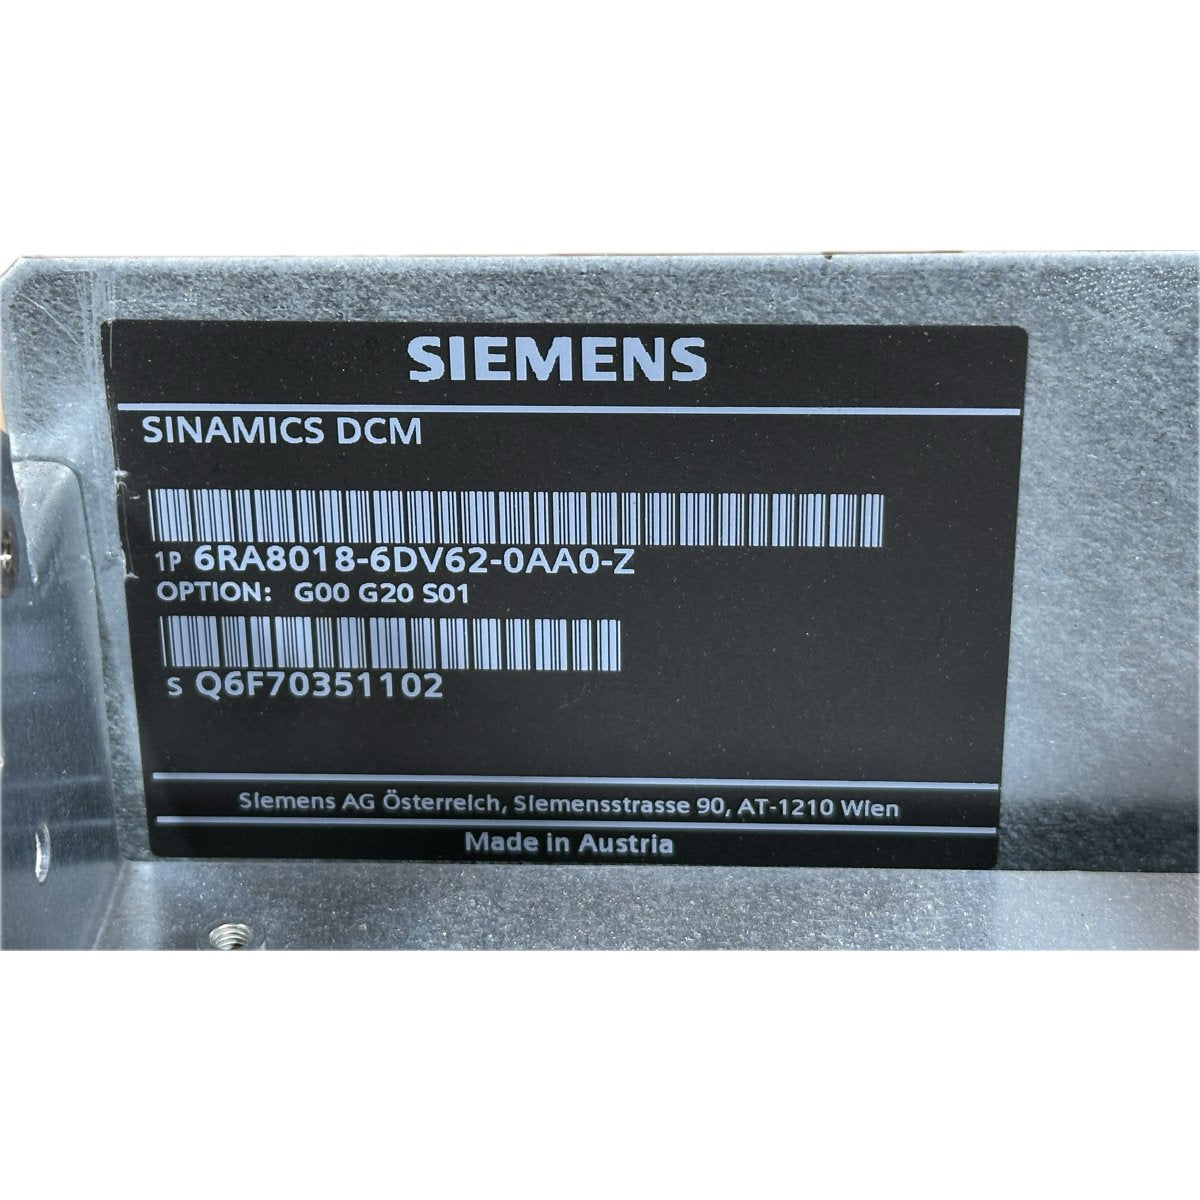 SIEMENS
SINAMICS DCM
1P 6RA8018-6DV62-0AA0-Z
OPTION: G00 G20 S01
S Q6F70351102
Siemens AG Österreich, Siemensstrasse 90, AT-1210 Wien
Made in Austria